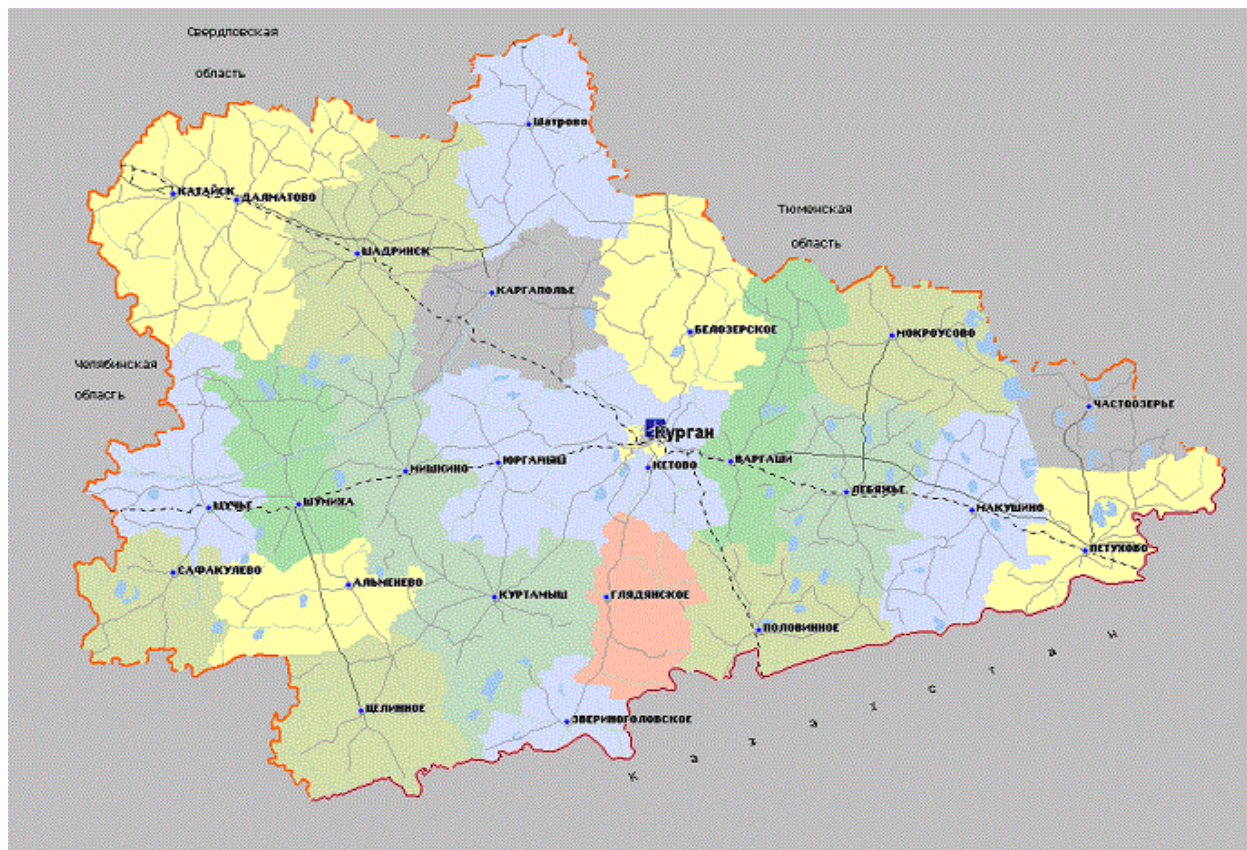 Свердловская
область
Шатрово
КАТАЙСК
ДАЛМАТОВО
Тюменская
область
ШАДРИНСК
КАРГАПОЛЬЕ
БЕЛОЗЕРСКОЕ
МОКРОУСОВО
Челябинская
область
ЧАСТООЗЕРЬЕ
Курган
ЮРГАМЫШ
ВАРГАШИ
КЕТОВО
МИШКИНО
ЛЕБЯЖЬЕ
ЩУЧЬЕ
ШУМИХА
МАКУШИНО
ПЕТУХОВО
САФАКУЛЕВО
АЛЬМЕНЕВО
КУРТАМЫШ
ГЛЯДЯНСКОЕ
ПОЛОВИННОЕ
ЦЕЛИННОЕ
ЗВЕРИНОГОЛОВСКОЕ
Казахстан